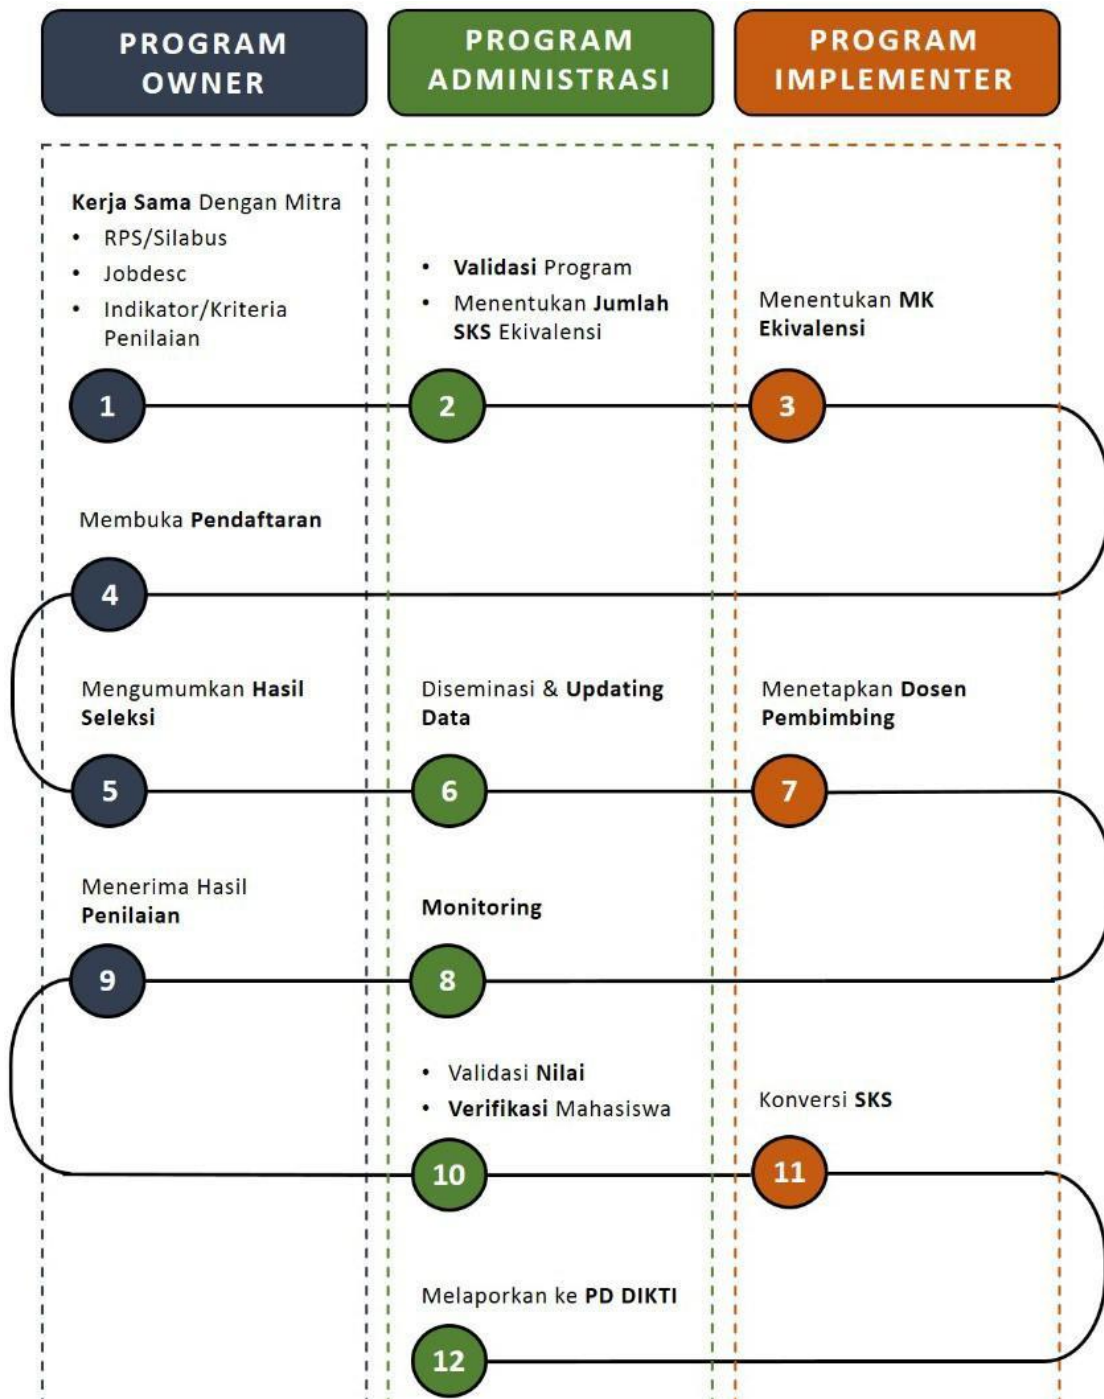 PROGRAM
OWNER
PROGRAM
ADMINISTRASI
PROGRAM
IMPLEMENTER
Kerja Sama Dengan Mitra
• RPS/Silabus
• Jobdesc
• Indikator/Kriteria
Penilaian
• Validasi Program
• Menentukan Jumlah
SKS Ekivalensi
Menentukan MK
Ekivalensi
1
2
3
Membuka Pendaftaran
4
Mengumumkan Hasil
Seleksi
Diseminasi & Updating
Data
Menetapkan Dosen
Pembimbing
5
6
7
Menerima Hasil
Penilaian
Monitoring
9
8
• Validasi Nilai
• Verifikasi Mahasiswa
Konversi SKS
10
11
Melaporkan ke PD DIKTI
12